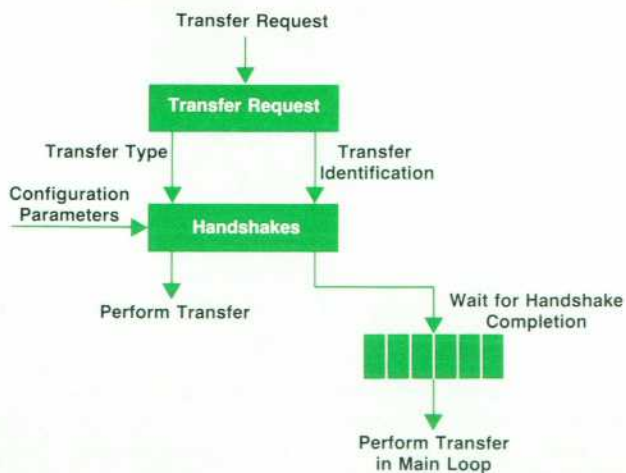 Transfer Request
Transfer Request
Transfer Type
Transfer
Identification
Configuration
Parameters
Handshakes
Perform Transfer
Wait for Handshake
Completion
Perform Transfer
in Main Loop